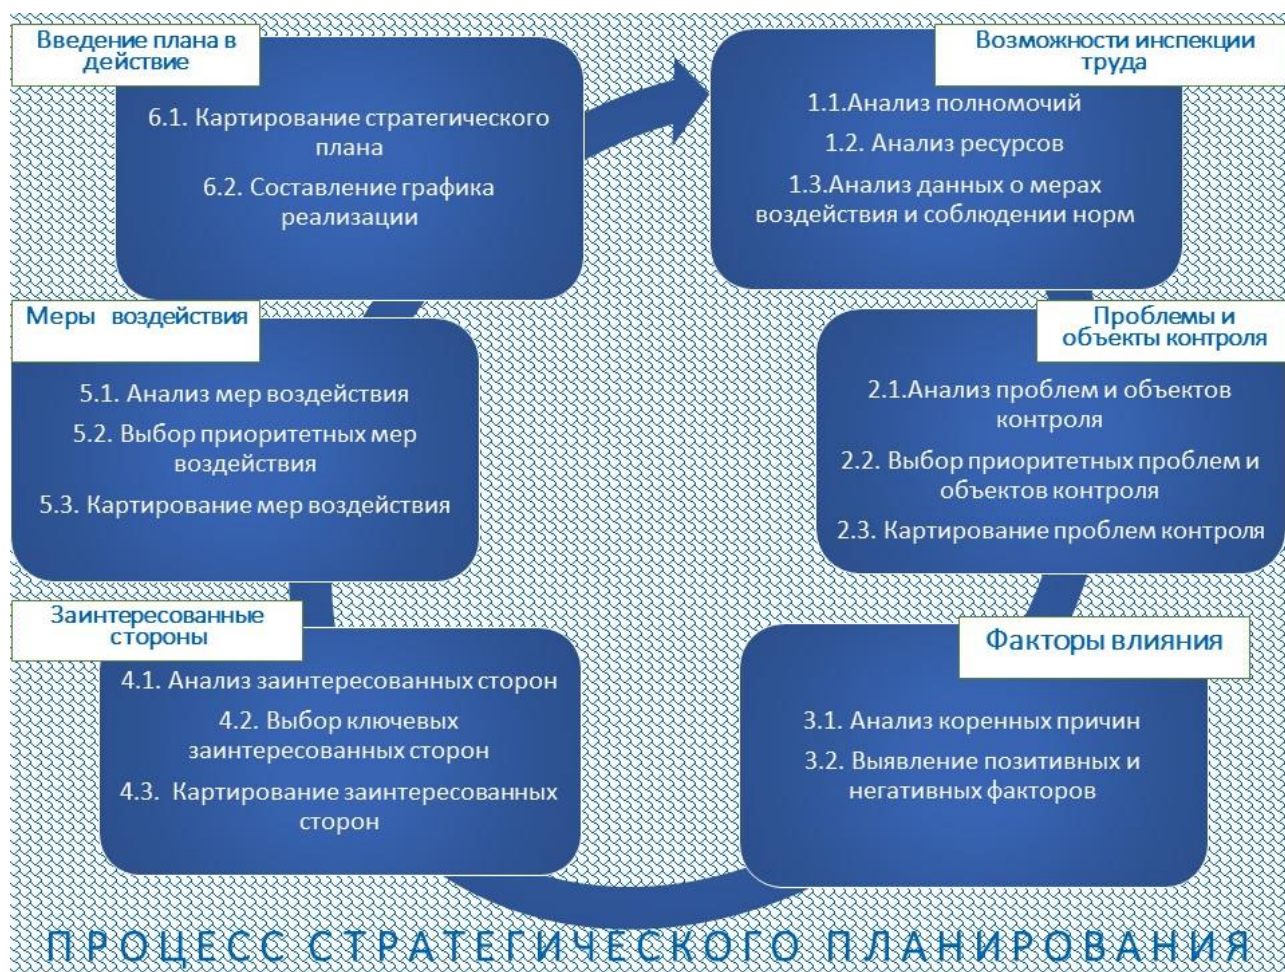 Введение плана в
действие
6.1. Картирование стратегического
плана
6.2. Составление графика
реализации
Возможности инспекции
труда
1.1.Анализ полномочий
1.2. Анализ ресурсов
1.3.Анализ данных о мерах
воздействия и соблюдении норм
Меры воздействия
5.1. Анализ мер воздействия
5.2. Выбор приоритетных мер
воздействия
5.3. Картирование мер воздействия
Проблемы и
объекты контроля
2.1.Анализ проблем и объектов
контроля
2.2. Выбор приоритетных проблем и
объектов контроля
2.3. Картирование проблем контроля
Заинтересованные
стороны
4.1. Анализ заинтересованных сторон
4.2. Выбор ключевых
заинтересованных сторон
4.3. Картирование заинтересованных
сторон
Факторы влияния
3.1. Анализ коренных причин
3.2. Выявление позитивных и
негативных факторов
ПРОЦЕСС СТРАТЕГИЧЕСКОГО ПЛАНИРОВАНИЯ